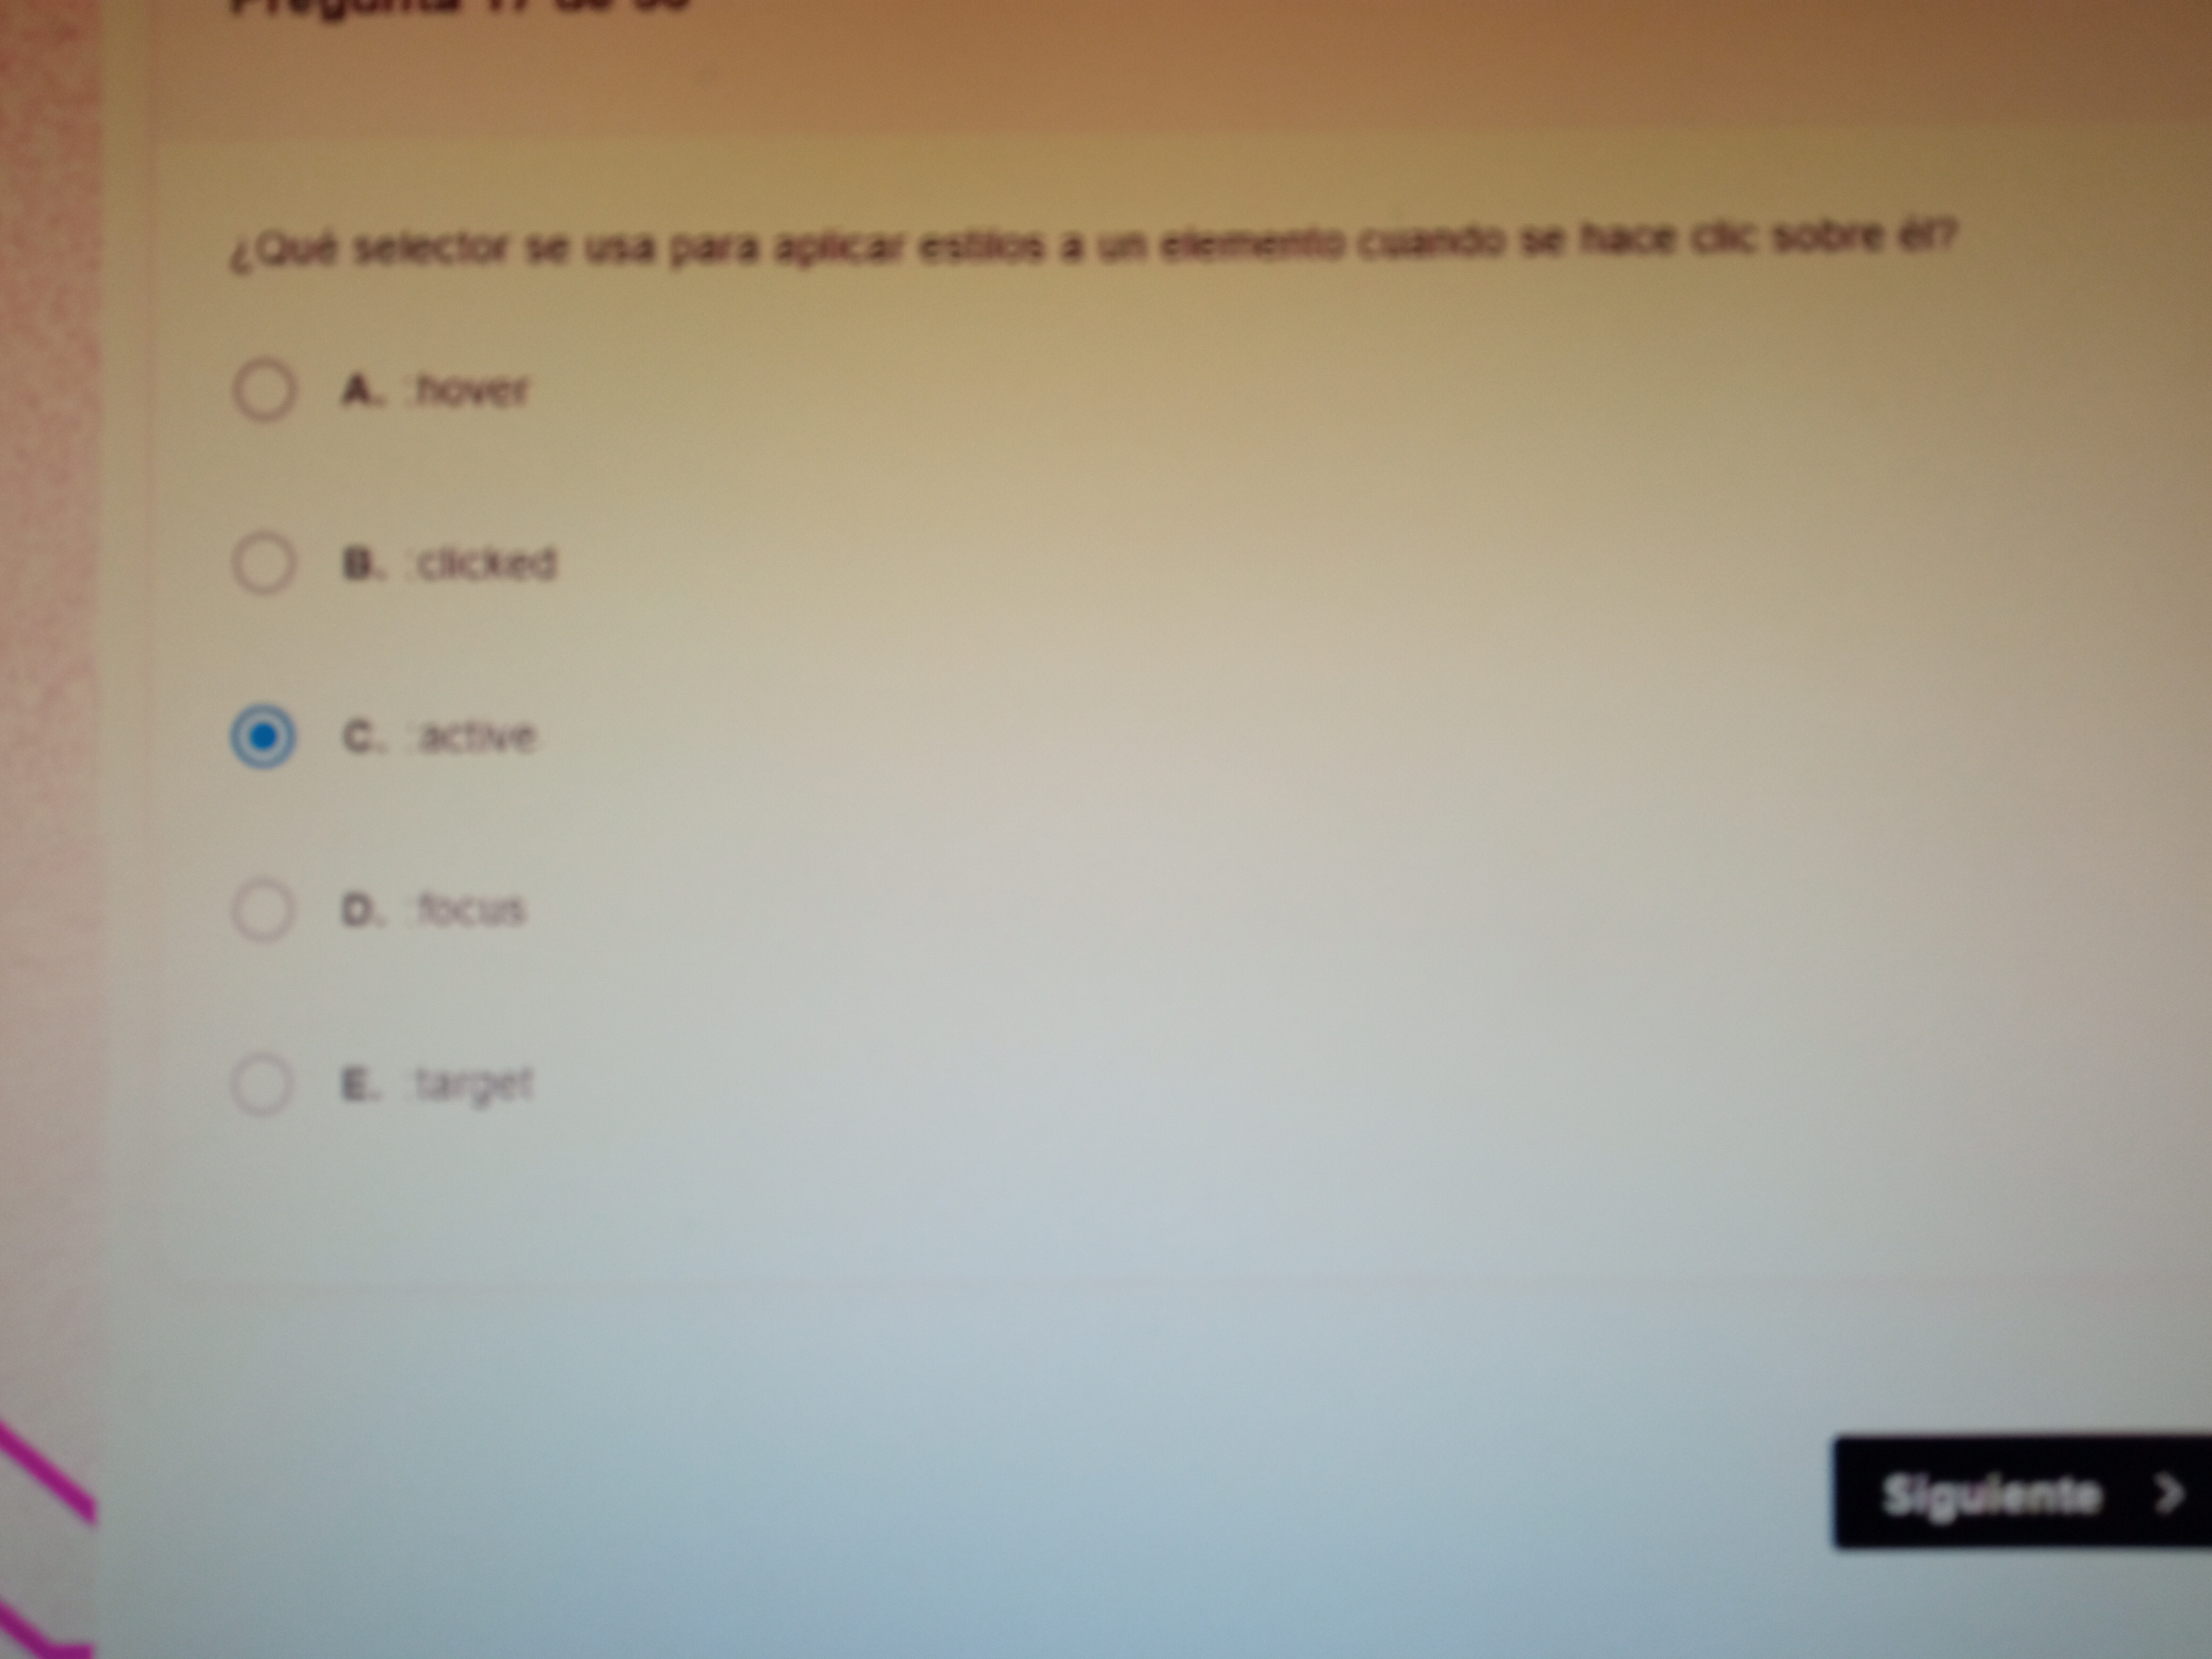 Pregunta 17 de
¿Qué selector se usa para aplicar estilos a un elemento cuando se hace clic sobre él?
A. :hover
B. :clicked
C. :active
D. :focus
E. :target
Siguiente >